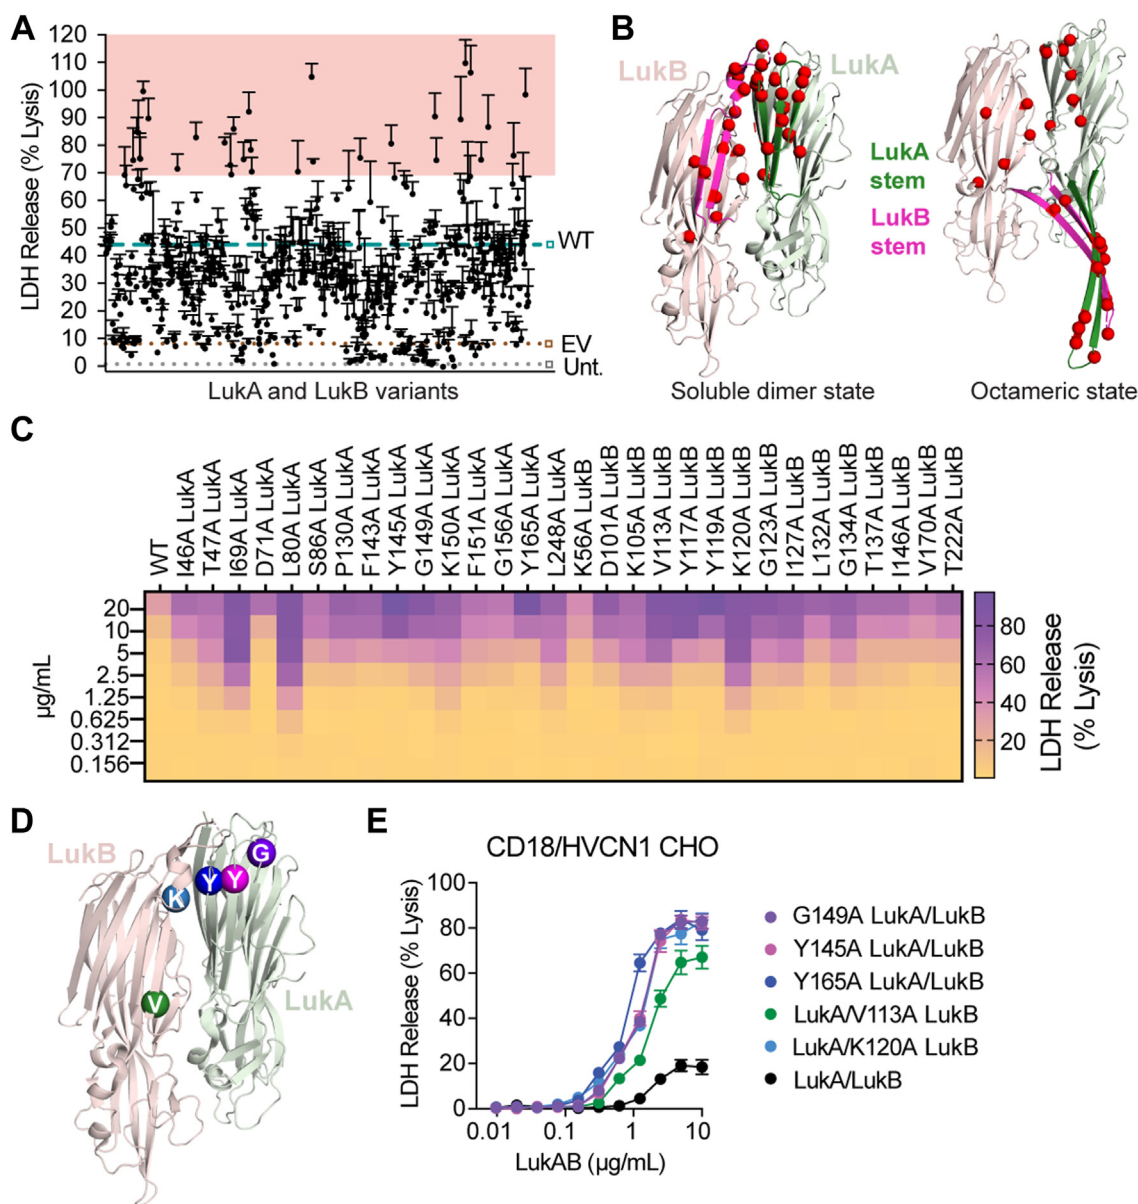 A
LDH Release (% Lysis)
120
110
100
90
80
70
60
50
40
30
20
10
0
WT
EV
Unt.
LukA and LukB variants
B
LukB
LukA
LukA
stem
LukB
stem
Soluble dimer state
Octameric state
C
WT
I46A LukA
T47A LukA
I69A LukA
D71A LukA
L80A LukA
S86A LukA
P130A LukA
F143A LukA
Y145A LukA
G149A LukA
K150A LukA
F151A LukA
G156A LukA
Y165A LukA
L248A LukA
K56A LukB
D101A LukB
K105A LukB
V113A LukB
Y117A LukB
Y119A LukB
K120A LukB
G123A LukB
I127A LukB
L132A LukB
G134A LukB
T137A LukB
I146A LukB
V170A LukB
T222A LukB
µg/mL
20
10
5
2.5
1.25
0.625
0.312
0.156
80
60
40
20
LDH Release
(% Lysis)
D
LukB
LukA
K
Y
Y
G
V
E
CD18/HVCN1 CHO
LDH Release (% Lysis)
100
80
60
40
20
0
0.01
0.1
1
10
LukAB (µg/mL)
G149A LukA/LukB
Y145A LukA/LukB
Y165A LukA/LukB
LukA/V113A LukB
LukA/K120A LukB
LukA/LukB